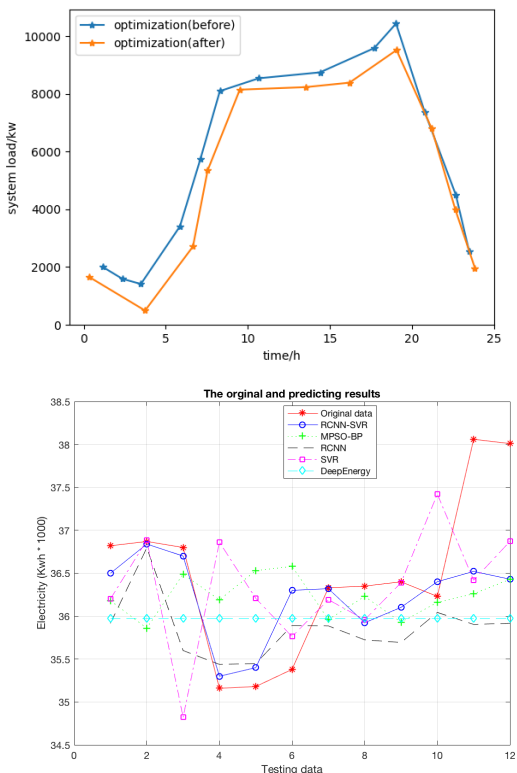 optimization(before)
optimization(after)
10000
8000
6000
4000
2000
0
system load/kw
0 5 10 15 20 25
time/h
The orginal and predicting results
38.5
38
37.5
37
36.5
36
35.5
35
34.5
Electricity (Kwh * 1000)
Original data
RCNN-SVR
MPSO-BP
RCNN
SVR
DeepEnergy
0 2 4 6 8 10 12
Testing data